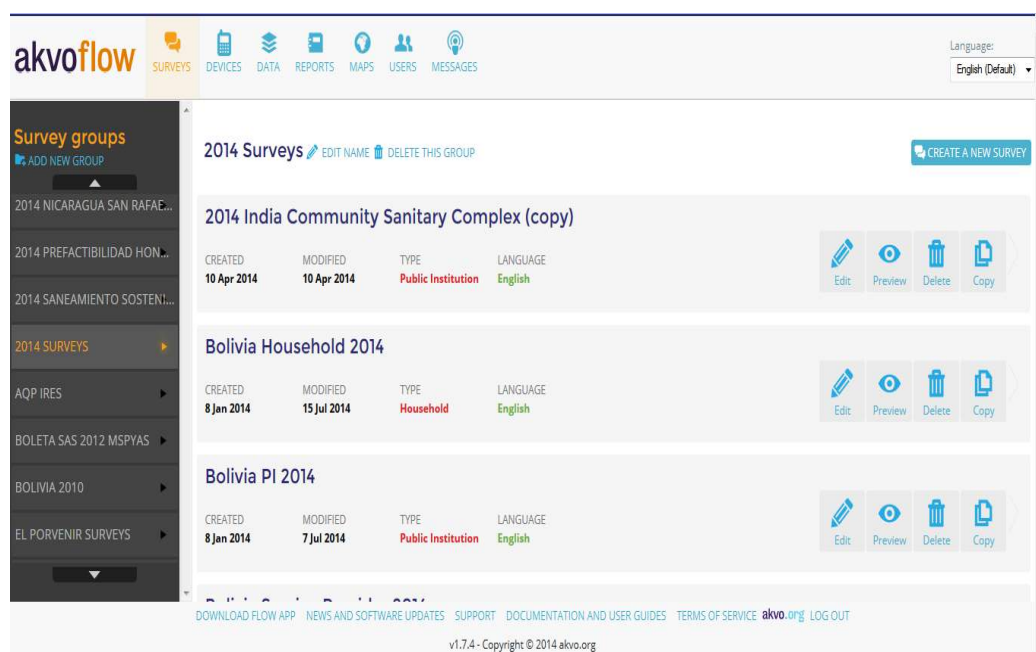 akvoflow
SURVEYS DEVICES DATA REPORTS MAPS USERS MESSAGES
Language:
English (Default)
Survey groups
ADD NEW GROUP
2014 NICARAGUA SAN RAFAE...
2014 PREFACTIBILIDAD HON...
2014 SANEAMIENTO SOSTENI...
2014 SURVEYS
AQP IRES
BOLETA SAS 2012 MSPYAS
BOLIVIA 2010
EL PORVENIR SURVEYS
2014 Surveys EDIT NAME DELETE THIS GROUP
CREATE A NEW SURVEY
2014 India Community Sanitary Complex (copy)
CREATED MODIFIED TYPE LANGUAGE
10 Apr 2014 10 Apr 2014 Public Institution English
Edit Preview Delete Copy
Bolivia Household 2014
CREATED MODIFIED TYPE LANGUAGE
8 Jan 2014 15 Jul 2014 Household English
Edit Preview Delete Copy
Bolivia PI 2014
CREATED MODIFIED TYPE LANGUAGE
8 Jan 2014 7 Jul 2014 Public Institution English
Edit Preview Delete Copy
DOWNLOAD FLOW APP NEWS AND SOFTWARE UPDATES SUPPORT DOCUMENTATION AND USER GUIDES TERMS OF SERVICE akvo.org LOG OUT
v1.7.4 - Copyright © 2014 akvo.org